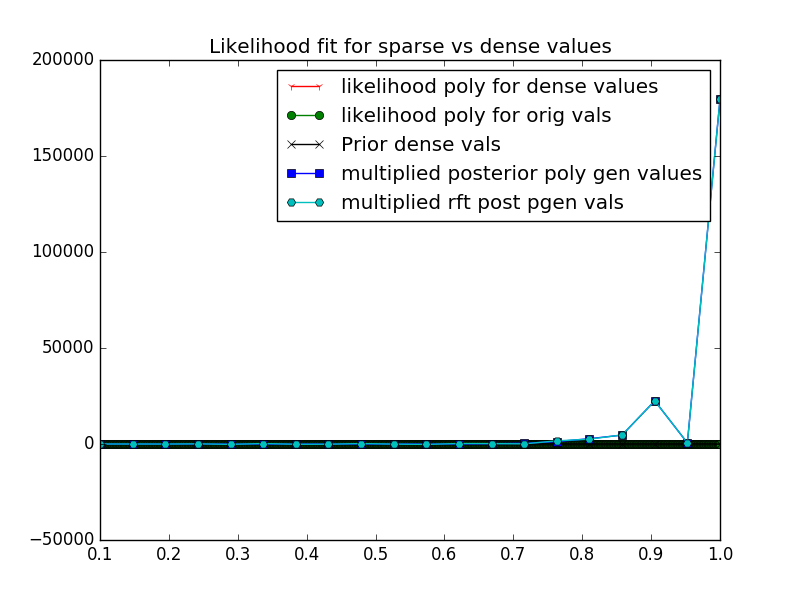 Likelihood fit for sparse vs dense values
likelihood poly for dense values
likelihood poly for orig vals
Prior dense vals
multiplied posterior poly gen values
multiplied rft post pgen vals
200000
150000
100000
50000
0
−50000
0.1 0.2 0.3 0.4 0.5 0.6 0.7 0.8 0.9 1.0